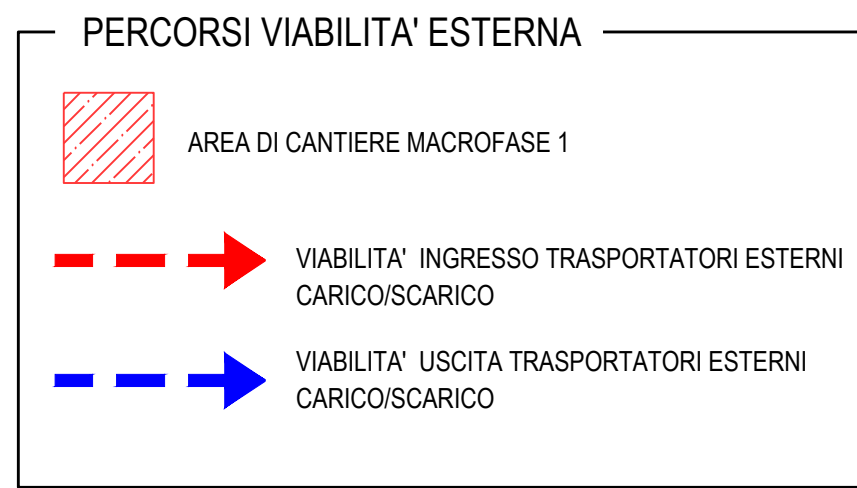 PERCORSI VIABILITA' ESTERNA
AREA DI CANTIERE MACROFASE 1
VIABILITA' INGRESSO TRASPORTATORI ESTERNI
CARICO/SCARICO
VIABILITA' USCITA TRASPORTATORI ESTERNI
CARICO/SCARICO